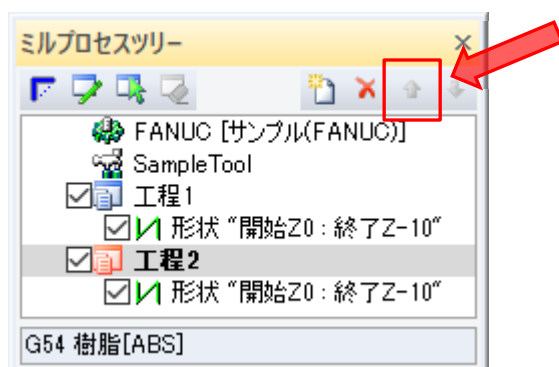 ミルプロセスツリー
FANUC [サンプル(FANUC)]
SampleTool
工程1
形状 “開始Z0 : 終了Z-10”
工程2
形状 “開始Z0 : 終了Z-10”
G54 樹脂[ABS]